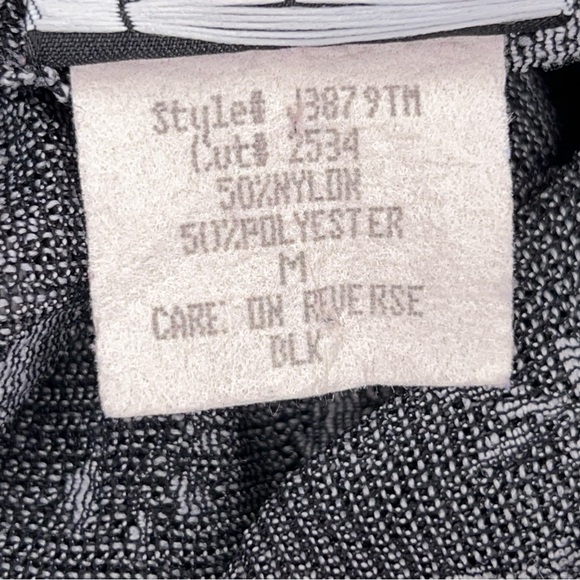 Style# J3879TM
Cut# 2534
50%NYLON
50%POLYESTER
M
CARE ON REVERSE
BLK